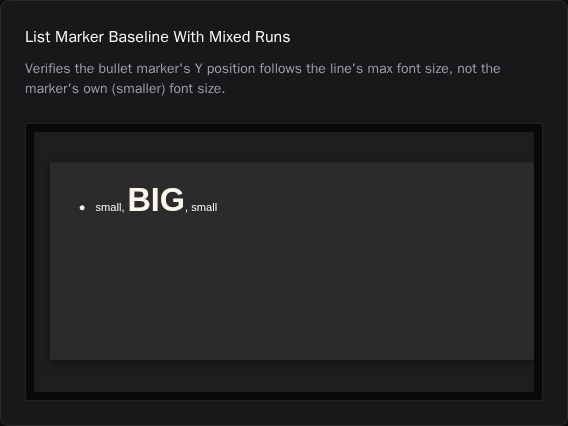 List Marker Baseline With Mixed Runs
Verifies the bullet marker's Y position follows the line's max font size, not the
marker's own (smaller) font size.
• small, BIG, small